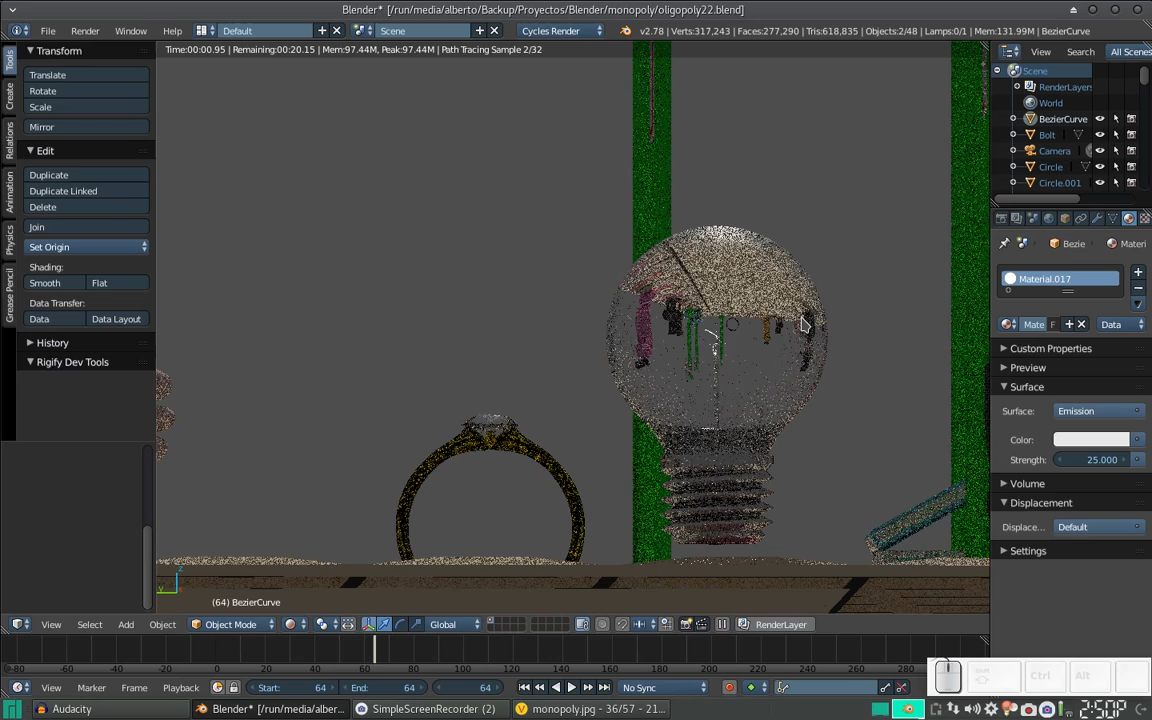 Blender* [/run/media/alberto/Backup/Proyectos/Blender/monopoly/oligopoly22.blend]
File Render Window Help Default Scene Cycles Render v2.78 | Verts:317,243 | Faces:277,290 | Tris:618,835 | Objects:2/48 | Lamps:0/1 | Mem:131.99M | BezierCurve
Time:00:00.95 | Remaining:00:20.15 | Mem:97.44M, Peak:97.44M | Path Tracing Sample 2/32
Tools
Create
Relations
Animation
Physics
Grease Pencil
Transform
Translate
Rotate
Scale
Mirror
Edit
Duplicate
Duplicate Linked
Delete
Join
Set Origin
Shading:
Smooth Flat
Data Transfer:
Data Data Layout
History
Rigify Dev Tools
(64) BezierCurve
View Search All Scenes
Scene
RenderLayers
World
BezierCurve
Bolt
Camera
Circle
Circle.001
Bezie Materi
Material.017
Mate F Data
Custom Properties
Preview
Surface
Surface: Emission
Color:
Strength: 25.000
Volume
Displacement
Displace... Default
Settings
z
y
View Select Add Object Object Mode Global RenderLayer
-80 -60 -40 -20 0 20 40 60 80 100 120 140 160 180 200 220 240 260 280
View Marker Frame Playback Start: 64 End: 64 64 No Sync
Ctrl Alt
Audacity Blender* [/run/media/alber... SimpleScreenRecorder (2) monopoly.jpg - 36/57 - 21... 2:50P